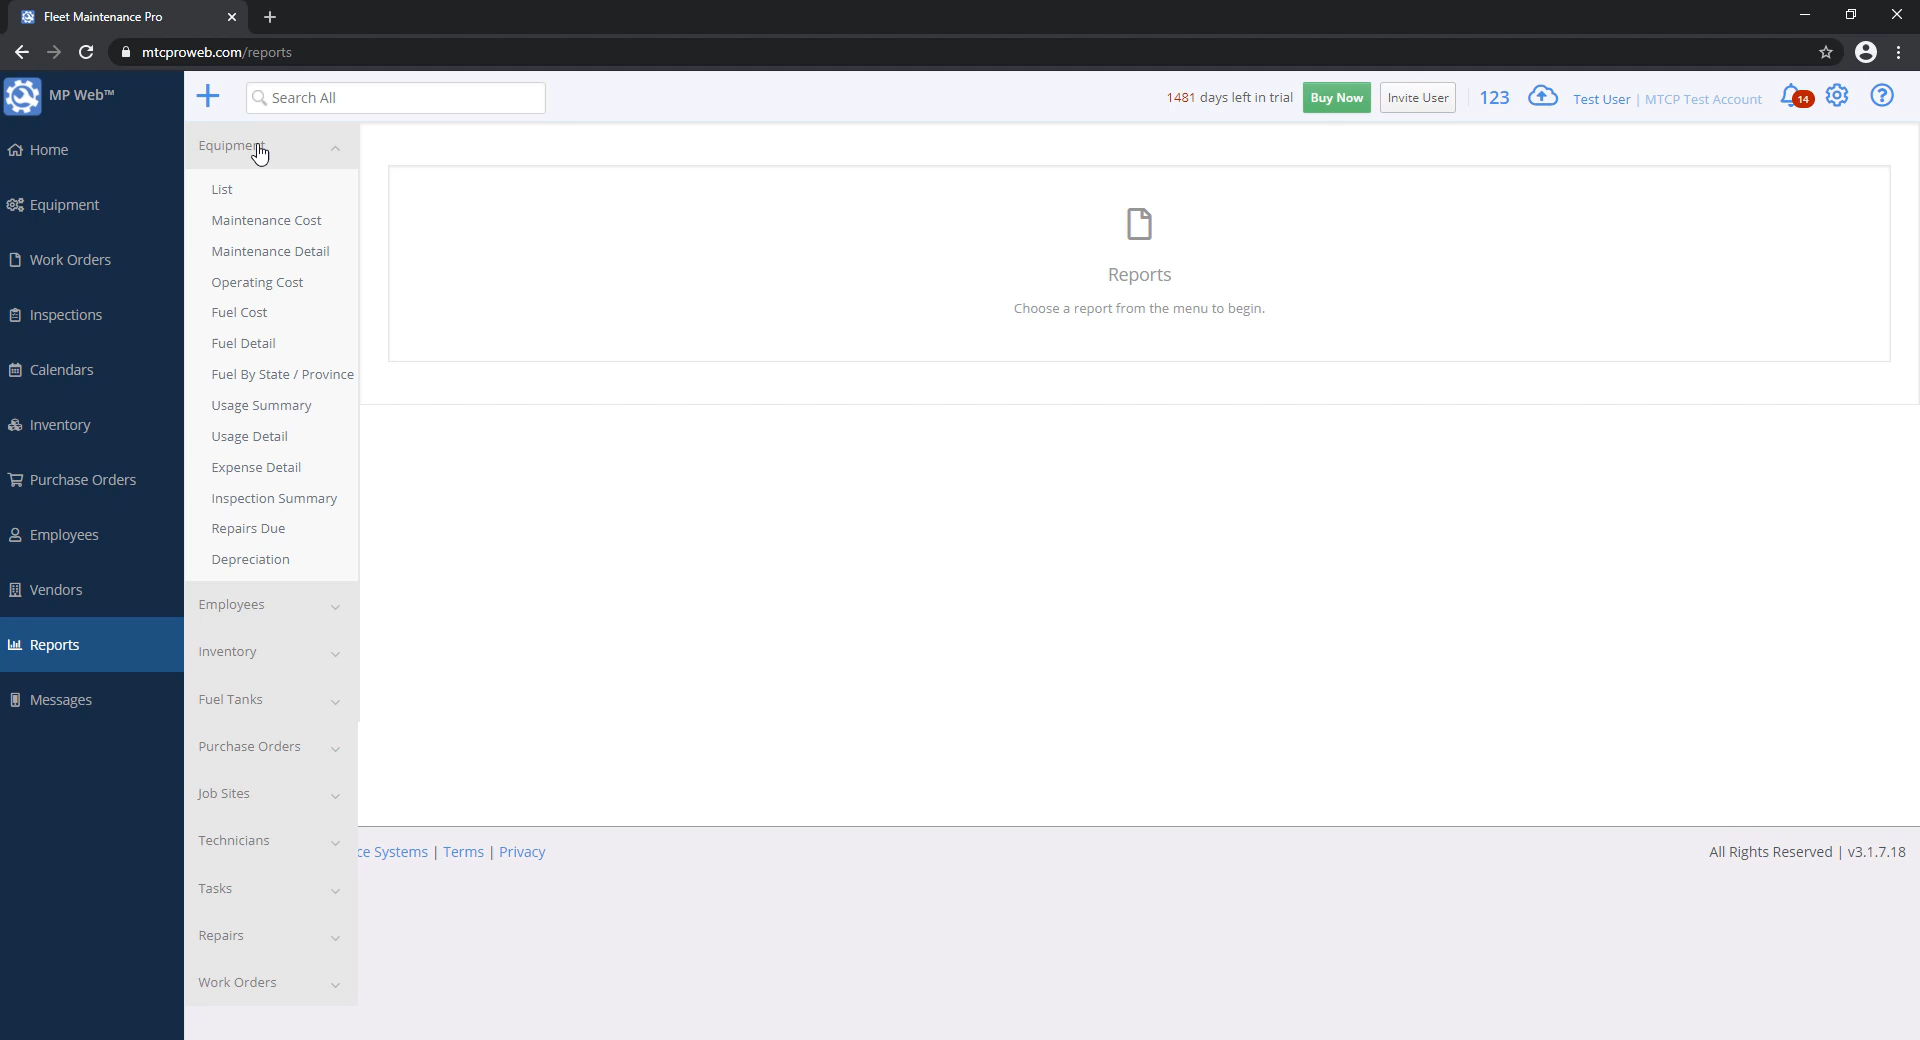 Fleet Maintenance Pro
mtcproweb.com/reports
MP Web™
Search All
1481 days left in trial
Buy Now
Invite User
123
Test User | MTCP Test Account
14
Home
Equipment
Work Orders
Inspections
Calendars
Inventory
Purchase Orders
Employees
Vendors
Reports
Messages
Equipment
List
Maintenance Cost
Maintenance Detail
Operating Cost
Fuel Cost
Fuel Detail
Fuel By State / Province
Usage Summary
Usage Detail
Expense Detail
Inspection Summary
Repairs Due
Depreciation
Employees
Inventory
Fuel Tanks
Purchase Orders
Job Sites
Technicians
Tasks
Repairs
Work Orders
Reports
Choose a report from the menu to begin.
ce Systems | Terms | Privacy
All Rights Reserved | v3.1.7.18